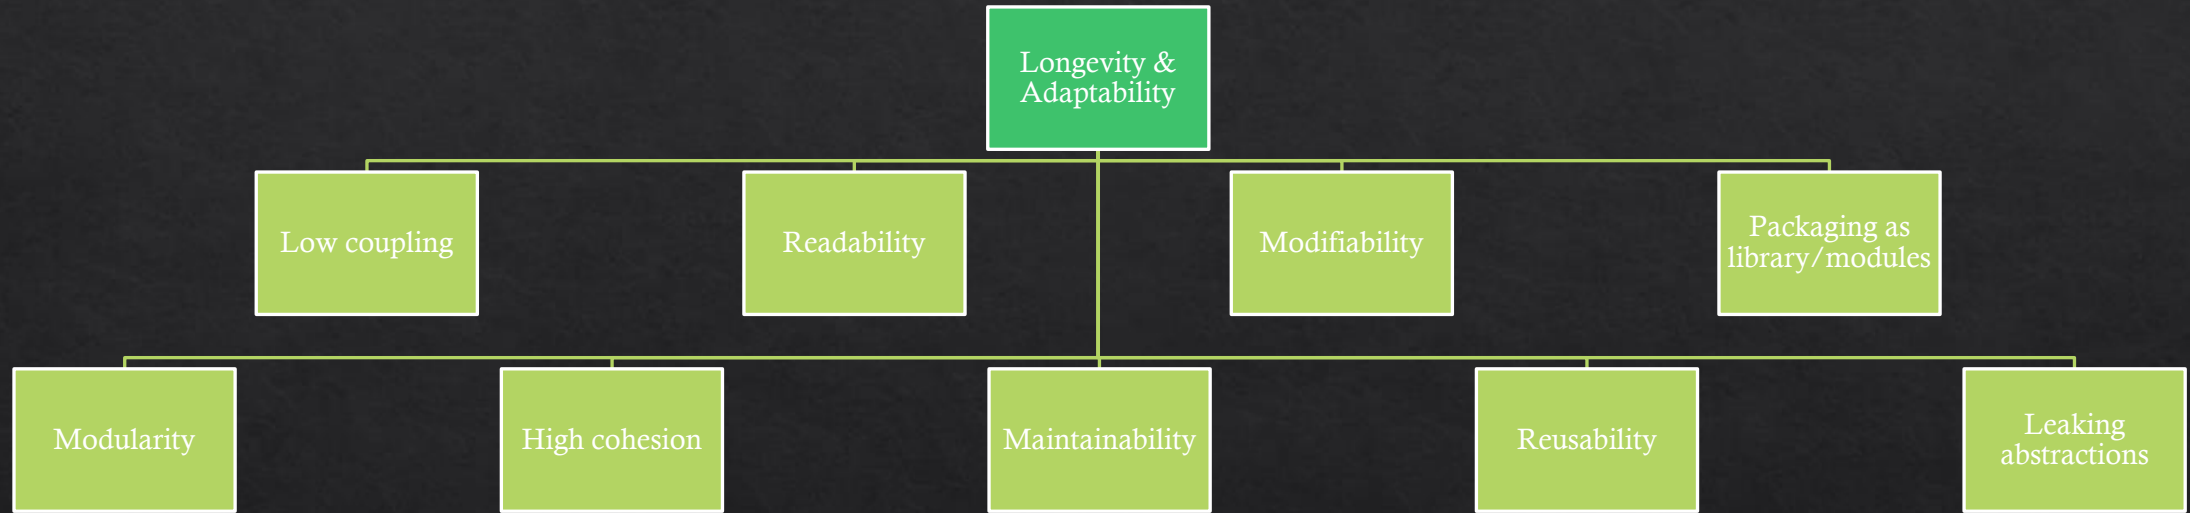 Longevity &
Adaptability
Low coupling
Readability
Modifiability
Packaging as
library/modules
Modularity
High cohesion
Maintainability
Reusability
Leaking
abstractions